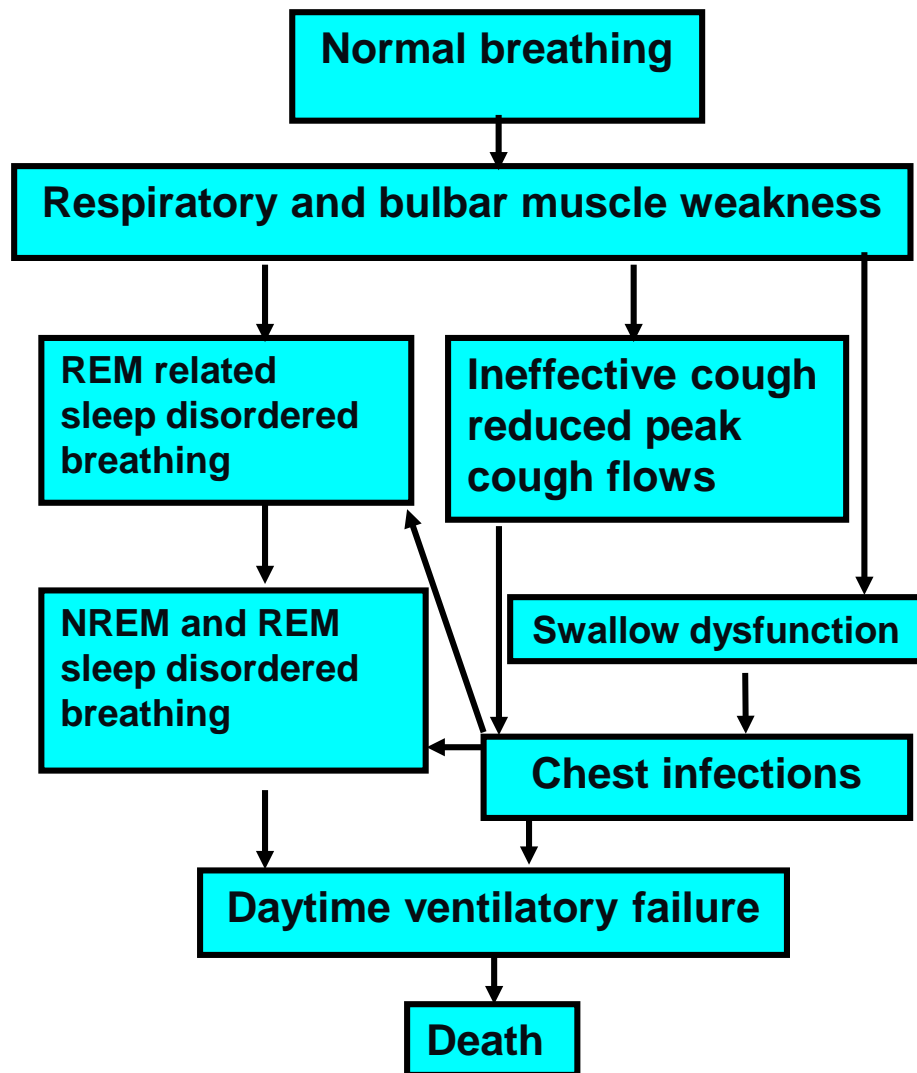 Normal breathing
Respiratory and bulbar muscle weakness
REM related
sleep disordered
breathing
Ineffective cough
reduced peak
cough flows
NREM and REM
sleep disordered
breathing
Swallow dysfunction
Chest infections
Daytime ventilatory failure
Death